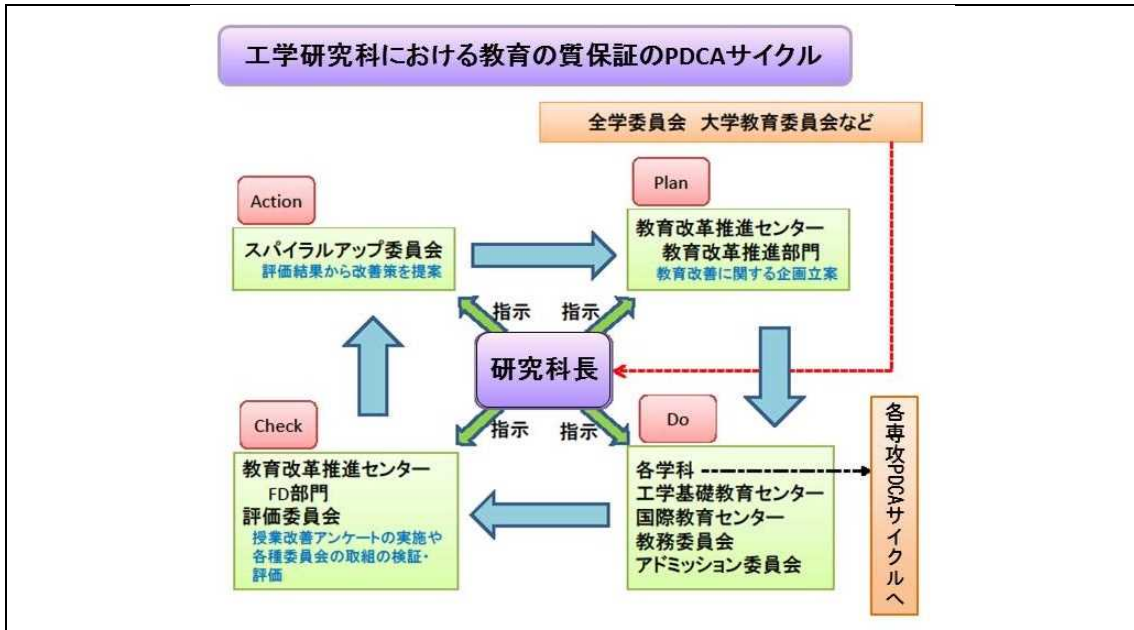 工学研究科における教育の質保証のPDCAサイクル
全学委員会 大学教育委員会など
Action
スパイラルアップ委員会
評価結果から改善策を提案
Plan
教育改革推進センター
教育改革推進部門
教育改善に関する企画立案
指示
指示
研究科長
指示
指示
Check
教育改革推進センター
FD部門
評価委員会
授業改善アンケートの実施や
各種委員会の取組の検証・
評価
Do
各学科
工学基礎教育センター
国際教育センター
教務委員会
アドミッション委員会
各専攻PDCAサイクルへ